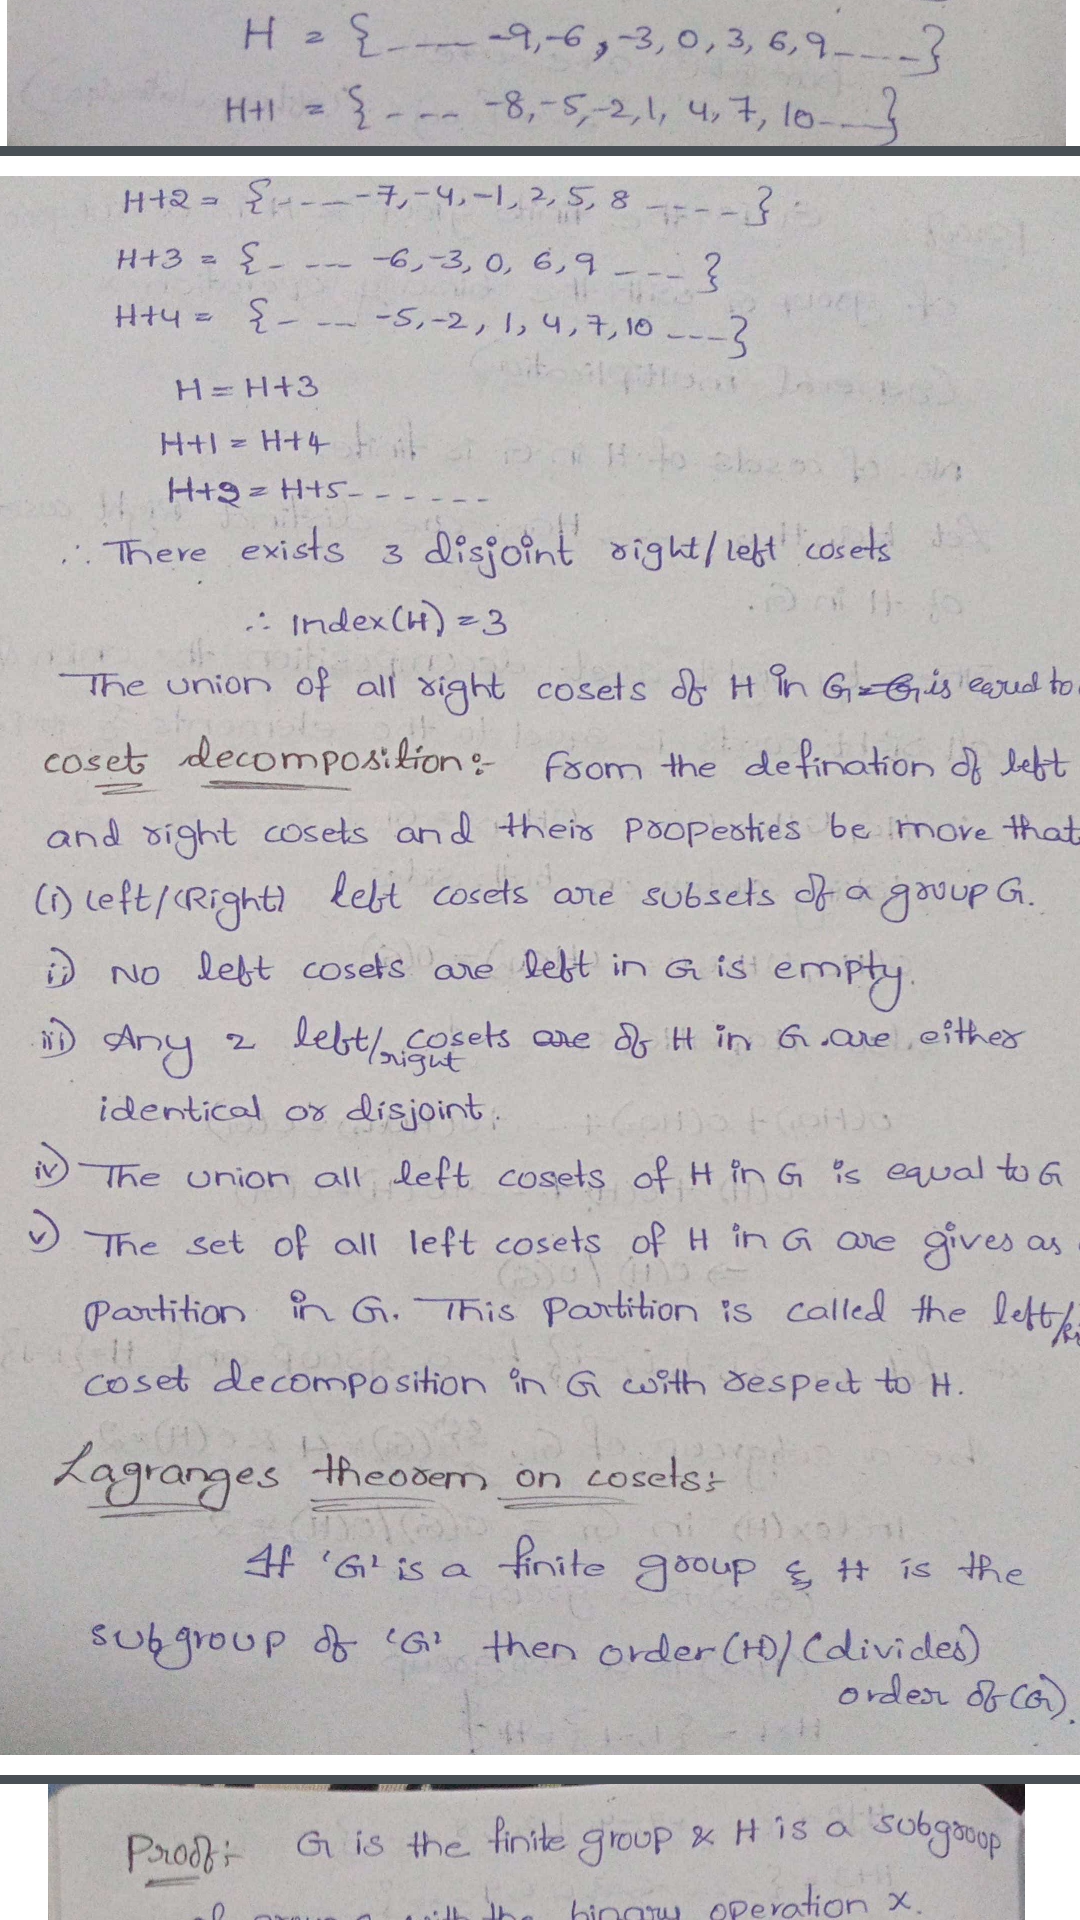 H = {----- -9,-6,-3, 0, 3, 6, 9-----}
H+1 = {---- -8,-5,-2, 1, 4, 7, 10----}
H+2 = {-----7,-4,-1, 2, 5, 8 -----}
H+3 = {---- -6,-3, 0, 6, 9 ----}
H+4 = {---- -5,-2, 1, 4, 7, 10 ----}
H = H+3
H+1 = H+4
H+2 = H+5------
∴ There exists 3 disjoint right/left cosets
∴ Index(H) = 3
The union of all right cosets of H in G = G is equal to
coset decomposition:- From the defination of left
and right cosets and their properties be more that
(i) left/(Right) left cosets are subsets of a group G.
ii) No left cosets are left in G is empty.
iii) Any 2 left/right cosets are of H in G are either
identical or disjoint.
iv) The union all left cosets of H in G is equal to G
v) The set of all left cosets of H in G are gives as
partition in G. This partition is called the left/
coset decomposition in G with respect to H.
Lagranges theorem on cosets:-
If 'G' is a finite group & H is the
subgroup of 'G' then order(H)/(divides)
order of (G).
Proof:- G is the finite group & H is a subgroop
with the binary operation x.